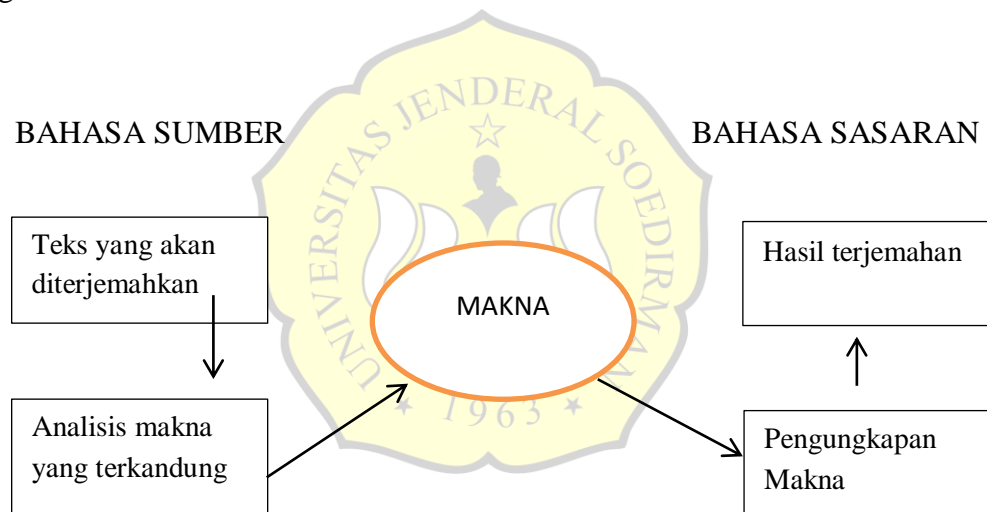 g
UNIVERSITAS JENDERAL SOEDIRMAN
1963
BAHASA SUMBER
BAHASA SASARAN
Teks yang akan
diterjemahkan
Hasil terjemahan
MAKNA
Analisis makna
yang terkandung
Pengungkapan
Makna